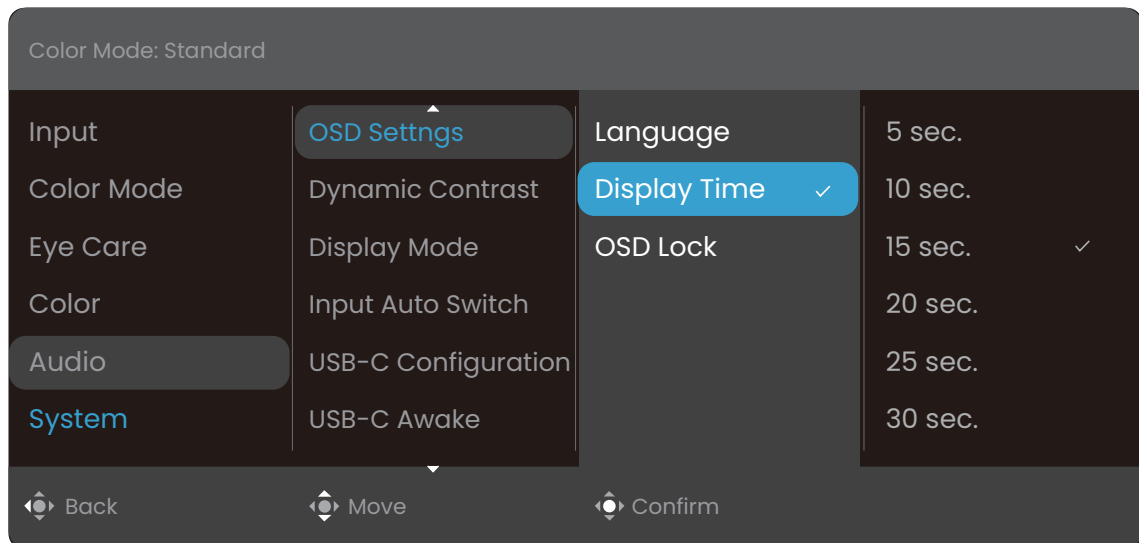 Color Mode: Standard
Input
Color Mode
Eye Care
Color
Audio
System
OSD Settngs
Dynamic Contrast
Display Mode
Input Auto Switch
USB-C Configuration
USB-C Awake
Language
Display Time
OSD Lock
5 sec.
10 sec.
15 sec.
20 sec.
25 sec.
30 sec.
Back
Move
Confirm